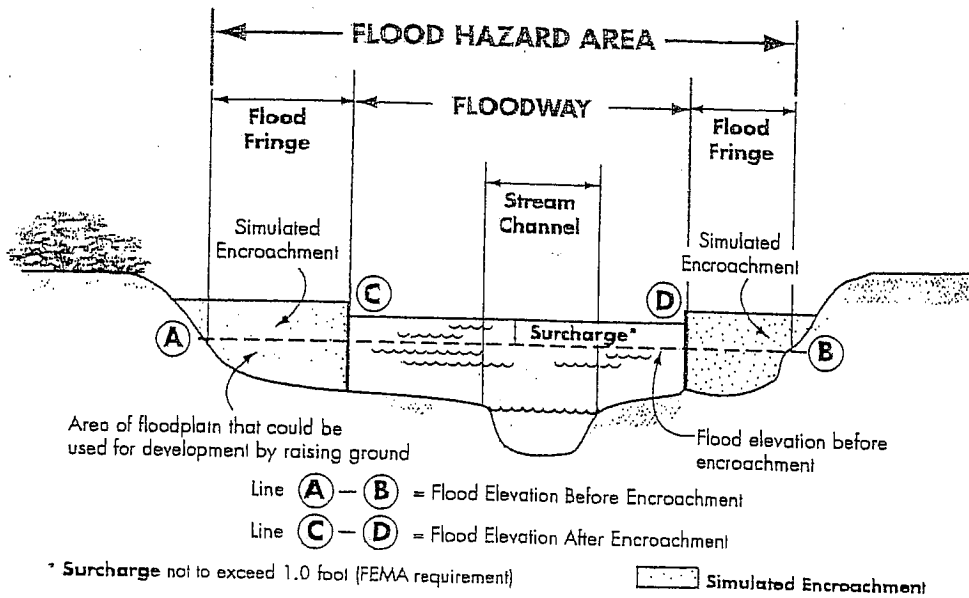 FLOOD HAZARD AREA
FLOODWAY
Flood
Fringe
Flood
Fringe
Stream
Channel
Simulated
Encroachment
Simulated
Encroachment
C
D
Surcharge*
A
B
Area of floodplain that could be
used for development by raising ground
Flood elevation before
encroachment
Line A – B = Flood Elevation Before Encroachment
Line C – D = Flood Elevation After Encroachment
* Surcharge not to exceed 1.0 foot (FEMA requirement)
Simulated Encroachment